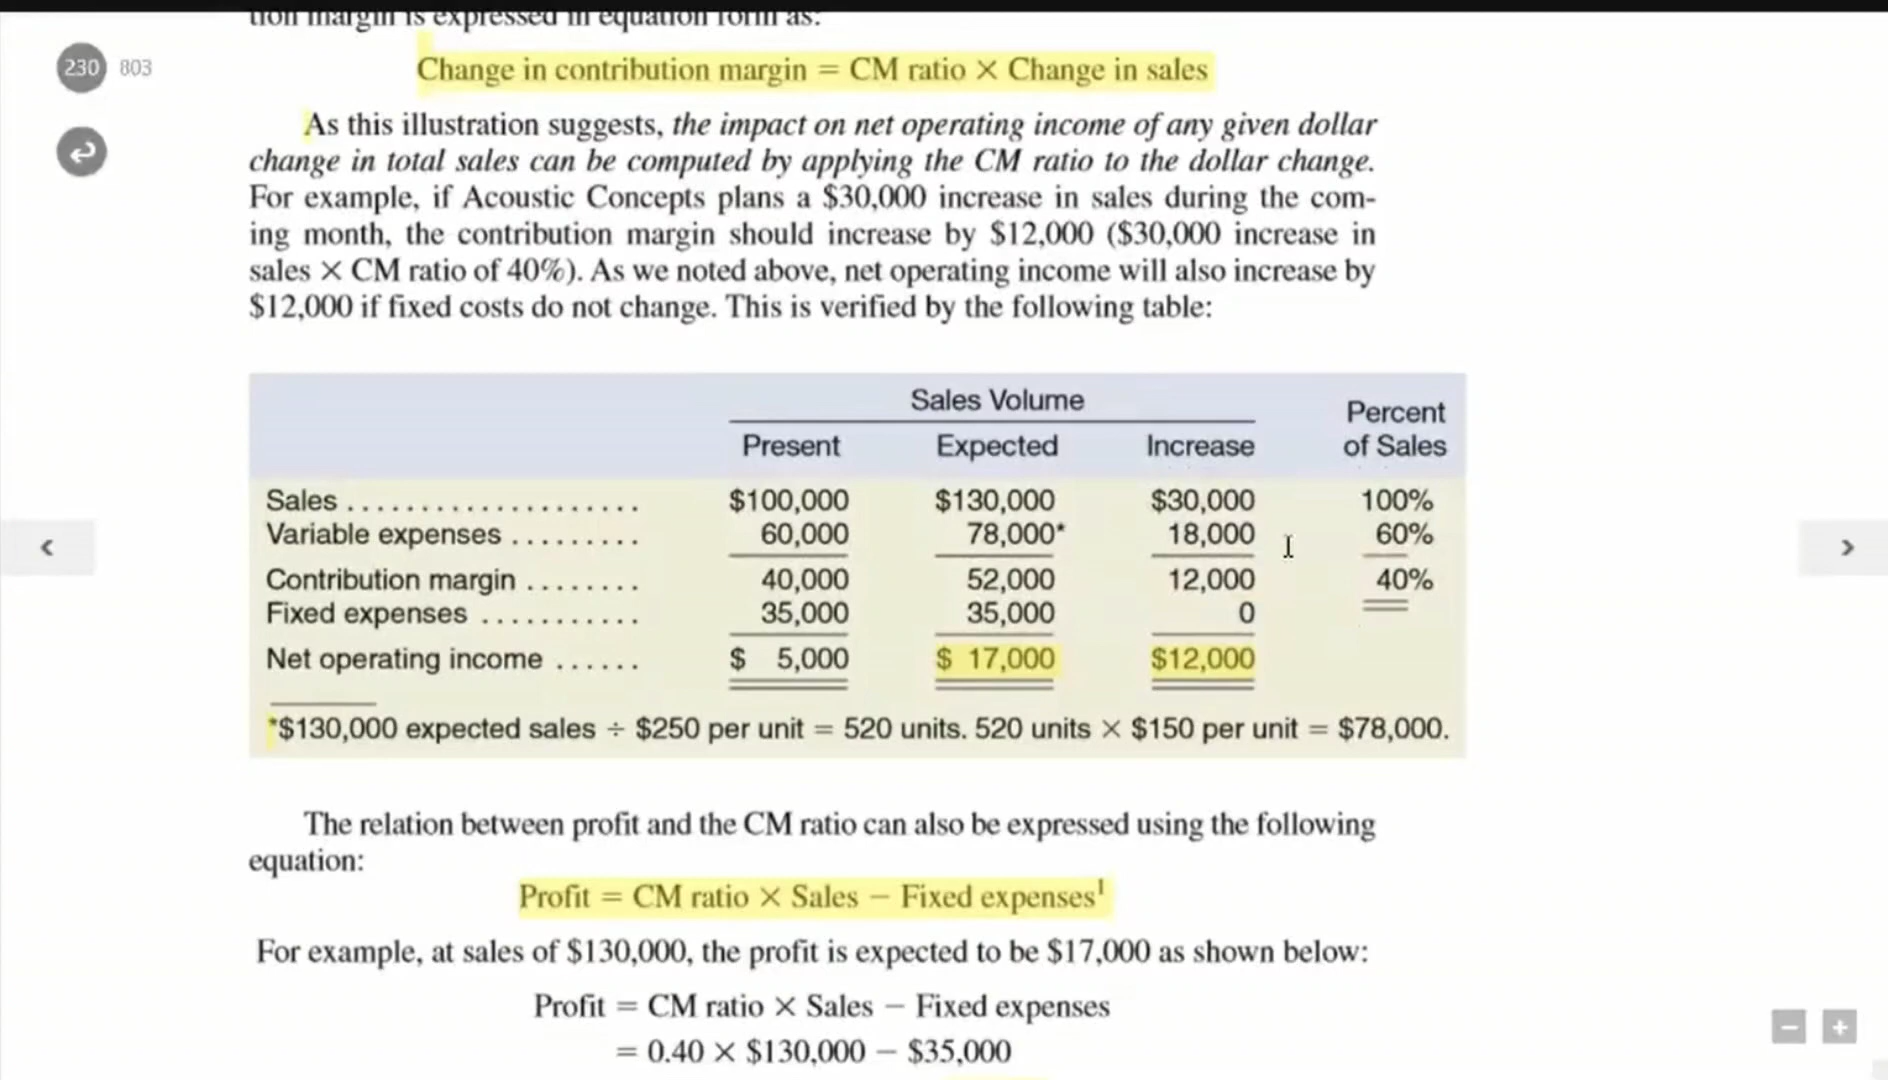 tion margin is expressed in equation form as:
230 803
Change in contribution margin = CM ratio × Change in sales
As this illustration suggests, the impact on net operating income of any given dollar
change in total sales can be computed by applying the CM ratio to the dollar change.
For example, if Acoustic Concepts plans a $30,000 increase in sales during the com-
ing month, the contribution margin should increase by $12,000 ($30,000 increase in
sales × CM ratio of 40%). As we noted above, net operating income will also increase by
$12,000 if fixed costs do not change. This is verified by the following table:
Sales Volume
Percent
Present Expected Increase of Sales
Sales . . . . . . . . . . . . . . . . . . . . $100,000 $130,000 $30,000 100%
Variable expenses . . . . . . . . . 60,000 78,000* 18,000 60%
Contribution margin . . . . . . . . 40,000 52,000 12,000 40%
Fixed expenses . . . . . . . . . . . 35,000 35,000 0
Net operating income . . . . . . $ 5,000 $ 17,000 $12,000
*$130,000 expected sales ÷ $250 per unit = 520 units. 520 units × $150 per unit = $78,000.
The relation between profit and the CM ratio can also be expressed using the following
equation:
Profit = CM ratio × Sales − Fixed expenses¹
For example, at sales of $130,000, the profit is expected to be $17,000 as shown below:
Profit = CM ratio × Sales − Fixed expenses
= 0.40 × $130,000 − $35,000